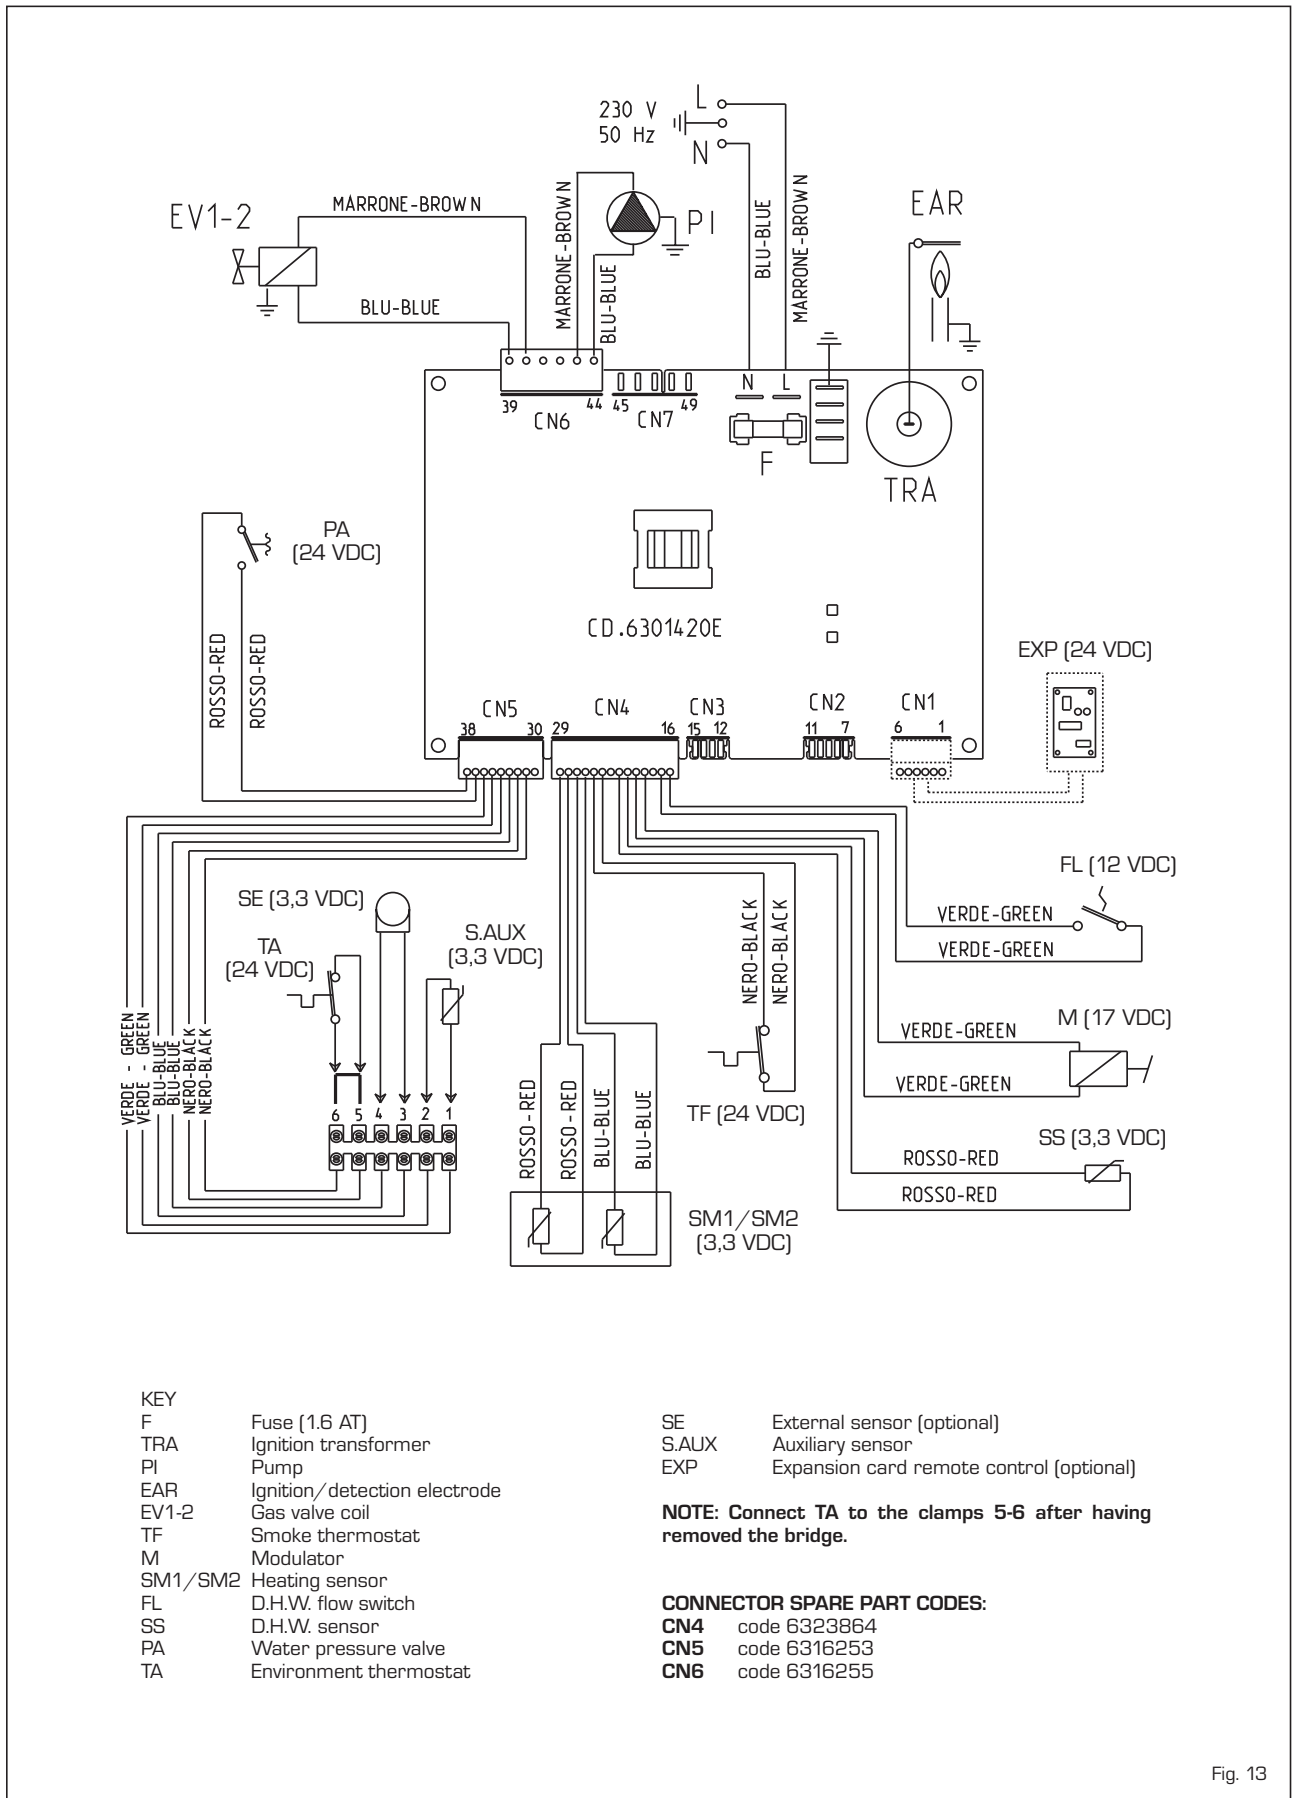 L
230 V
50 Hz
N
EV1-2
MARRONE-BROWN
BLU-BLUE
MARRONE-BROWN
BLU-BLUE
PI
BLU-BLUE
MARRONE-BROWN
EAR
39
44
CN6
45
49
CN7
N
L
F
TRA
PA
(24 VDC)
ROSSO-RED
ROSSO-RED
CD.6301420E
EXP (24 VDC)
CN5
38
30
CN4
29
16
CN3
15
12
CN2
11
7
CN1
6
1
FL (12 VDC)
VERDE-GREEN
VERDE-GREEN
SE (3,3 VDC)
TA
(24 VDC)
S.AUX
(3,3 VDC)
NERO-BLACK
NERO-BLACK
TF (24 VDC)
M (17 VDC)
VERDE-GREEN
VERDE-GREEN
VERDE - GREEN
VERDE - GREEN
BLU-BLUE
BLU-BLUE
NERO-BLACK
NERO-BLACK
6 5 4 3 2 1
ROSSO-RED
ROSSO-RED
BLU-BLUE
BLU-BLUE
SS (3,3 VDC)
ROSSO-RED
ROSSO-RED
SM1/SM2
(3,3 VDC)
KEY
F Fuse (1.6 AT)
TRA Ignition transformer
PI Pump
EAR Ignition/detection electrode
EV1-2 Gas valve coil
TF Smoke thermostat
M Modulator
SM1/SM2 Heating sensor
FL D.H.W. flow switch
SS D.H.W. sensor
PA Water pressure valve
TA Environment thermostat
SE External sensor (optional)
S.AUX Auxiliary sensor
EXP Expansion card remote control (optional)
NOTE: Connect TA to the clamps 5-6 after having
removed the bridge.
CONNECTOR SPARE PART CODES:
CN4 code 6323864
CN5 code 6316253
CN6 code 6316255
Fig. 13